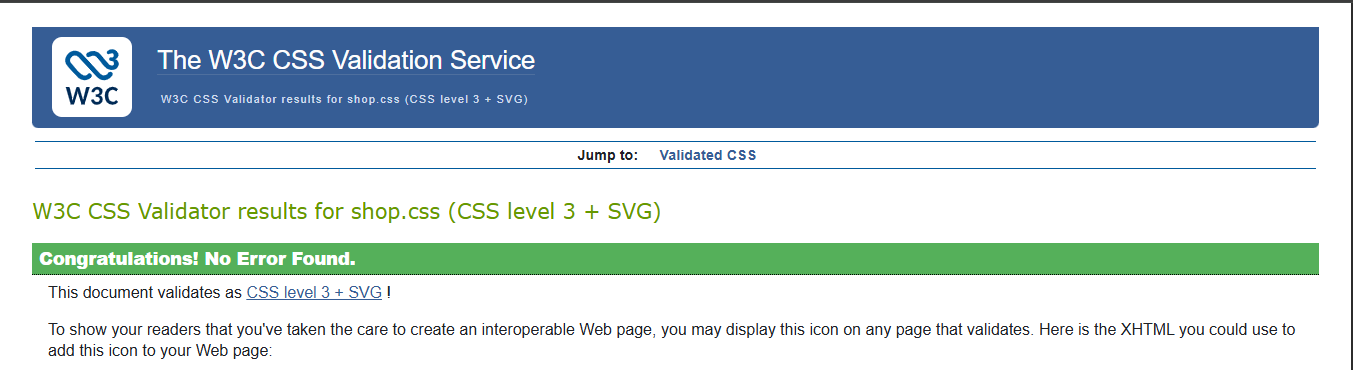 W3C
The W3C CSS Validation Service
W3C CSS Validator results for shop.css (CSS level 3 + SVG)
Jump to: Validated CSS
W3C CSS Validator results for shop.css (CSS level 3 + SVG)
Congratulations! No Error Found.
This document validates as CSS level 3 + SVG !
To show your readers that you've taken the care to create an interoperable Web page, you may display this icon on any page that validates. Here is the XHTML you could use to
add this icon to your Web page: